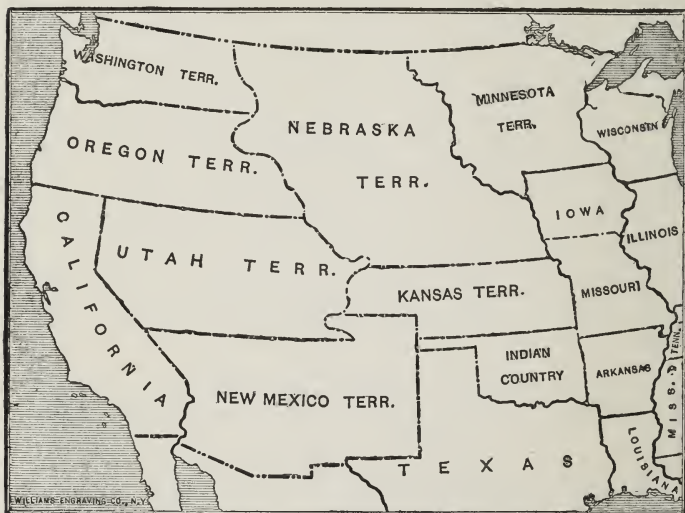 WASHINGTON TERR.
MINNESOTA
TERR.
WISCONSIN
NEBRASKA
TERR.
OREGON TERR.
IOWA
ILLINOIS
CALIFORNIA
UTAH TERR.
KANSAS TERR.
MISSOURI
TENN.
INDIAN
COUNTRY
ARKANSAS
MISS.
NEW MEXICO TERR.
TEXAS
LOUISIANA
WILLIAMS ENGRAVING CO., N.Y.